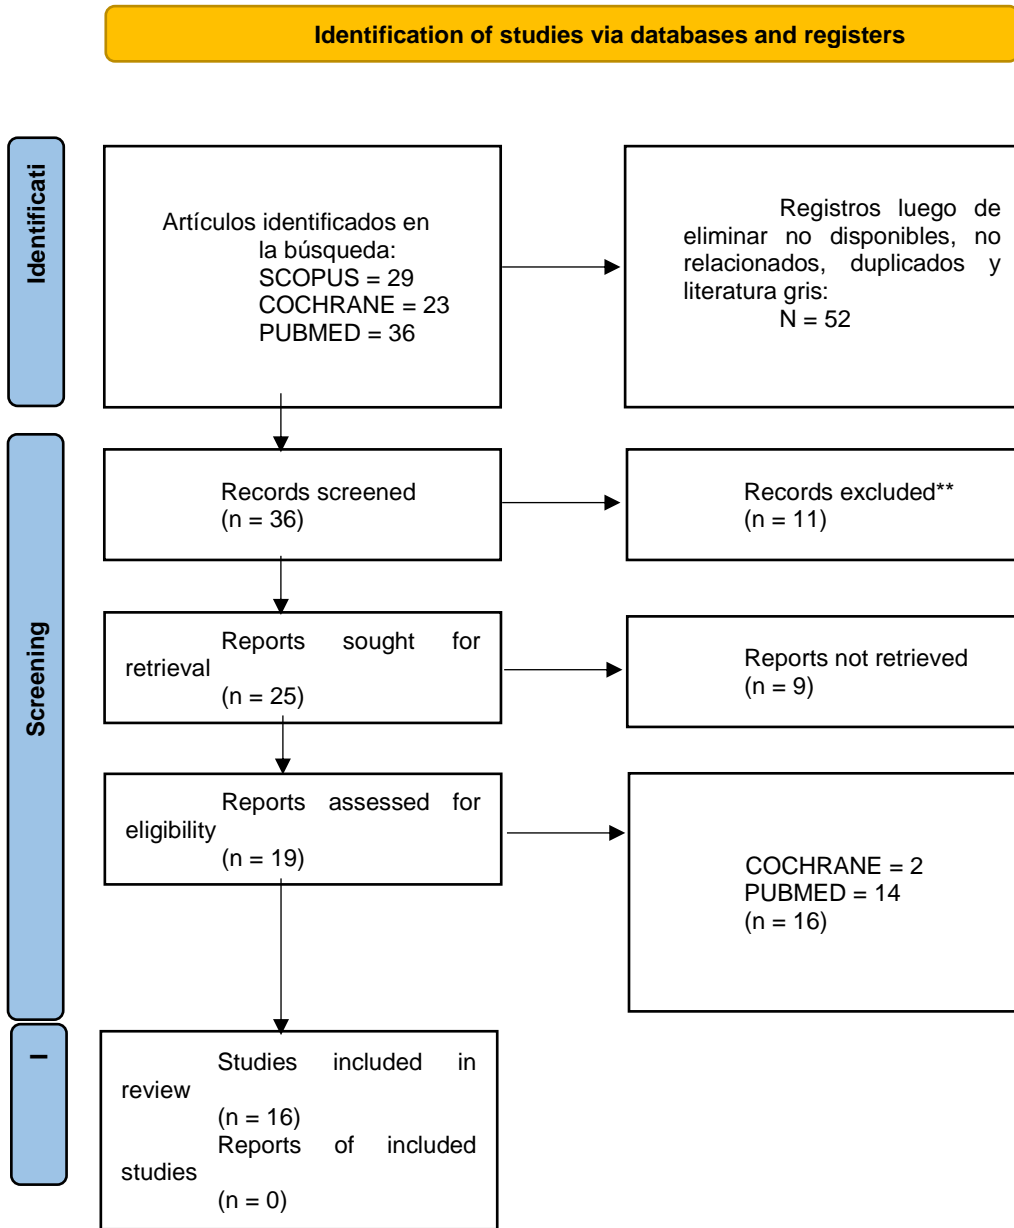 Identification of studies via databases and registers
Identificati
Artículos identificados en
la búsqueda:
SCOPUS = 29
COCHRANE = 23
PUBMED = 36
Registros luego de
eliminar no disponibles, no
relacionados, duplicados y
literatura gris:
N = 52
Screening
Records screened
(n = 36)
Records excluded**
(n = 11)
Reports sought for
retrieval
(n = 25)
Reports not retrieved
(n = 9)
Reports assessed for
eligibility
(n = 19)
COCHRANE = 2
PUBMED = 14
(n = 16)
I
Studies included in
review
(n = 16)
Reports of included
studies
(n = 0)